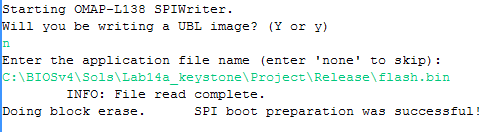 Starting OMAP-L138 SPIWriter.
Will you be writing a UBL image? (Y or y)
n
Enter the application file name (enter 'none' to skip):
C:\BIOSv4\Sols\Lab14a_keystone\Project\Release\flash.bin
INFO: File read complete.
Doing block erase. SPI boot preparation was successful!